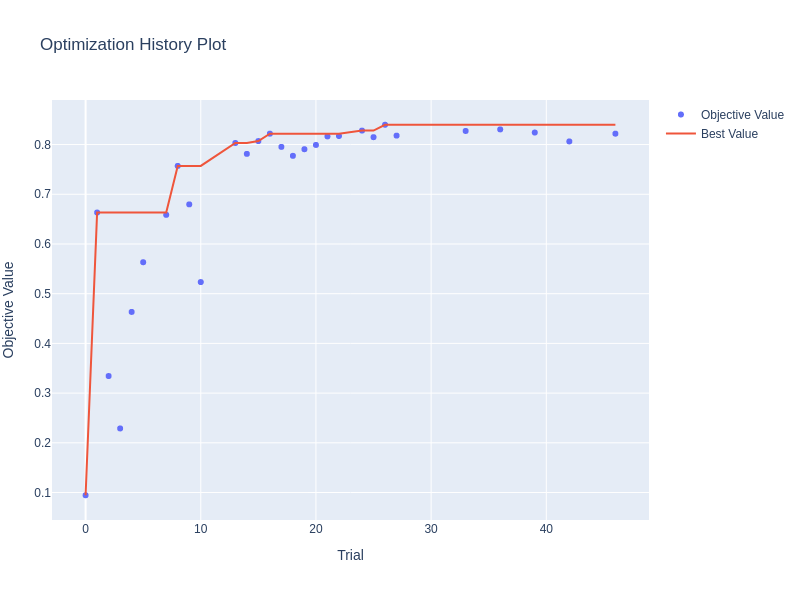 Optimization History Plot
Objective Value
Best Value
0.8
0.7
0.6
0.5
0.4
0.3
0.2
0.1
Objective Value
0 10 20 30 40
Trial